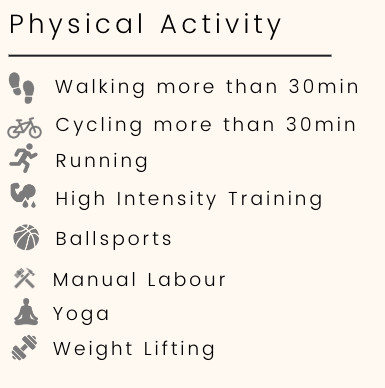 Physical Activity
Walking more than 30min
Cycling more than 30min
Running
High Intensity Training
Ballsports
Manual Labour
Yoga
Weight Lifting